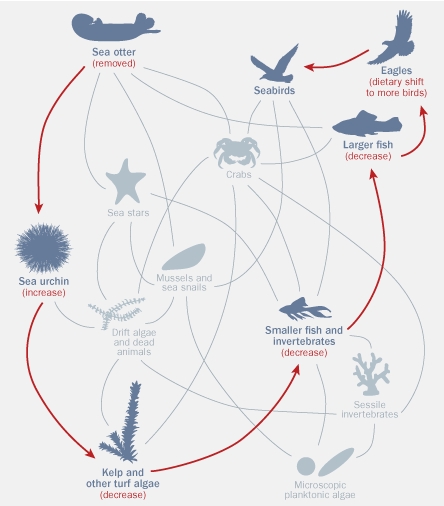 Sea otter
(removed)
Seabirds
Eagles
(dietary shift
to more birds)
Larger fish
(decrease)
Crabs
Sea stars
Sea urchin
(increase)
Mussels and
sea snails
Drift algae
and dead
animals
Smaller fish and
invertebrates
(decrease)
Sessile
invertebrates
Kelp and
other turf algae
(decrease)
Microscopic
planktonic algae